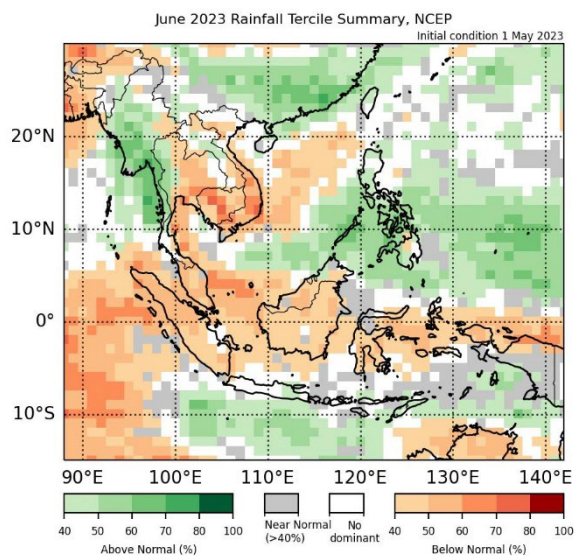 June 2023 Rainfall Tercile Summary, NCEP
Initial condition 1 May 2023
20°N
10°N
0°
10°S
90°E 100°E 110°E 120°E 130°E 140°E
40 50 60 70 80 100
Above Normal (%)
Near Normal
(>40%)
No
dominant
40 50 60 70 80 100
Below Normal (%)